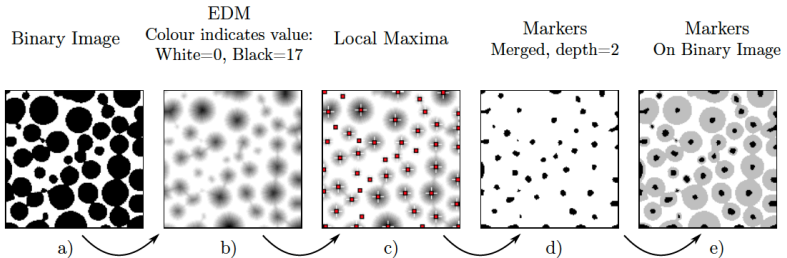 Binary Image
EDM
Colour indicates value:
White=0, Black=17
Local Maxima
Markers
Merged, depth=2
Markers
On Binary Image
a)
b)
c)
d)
e)